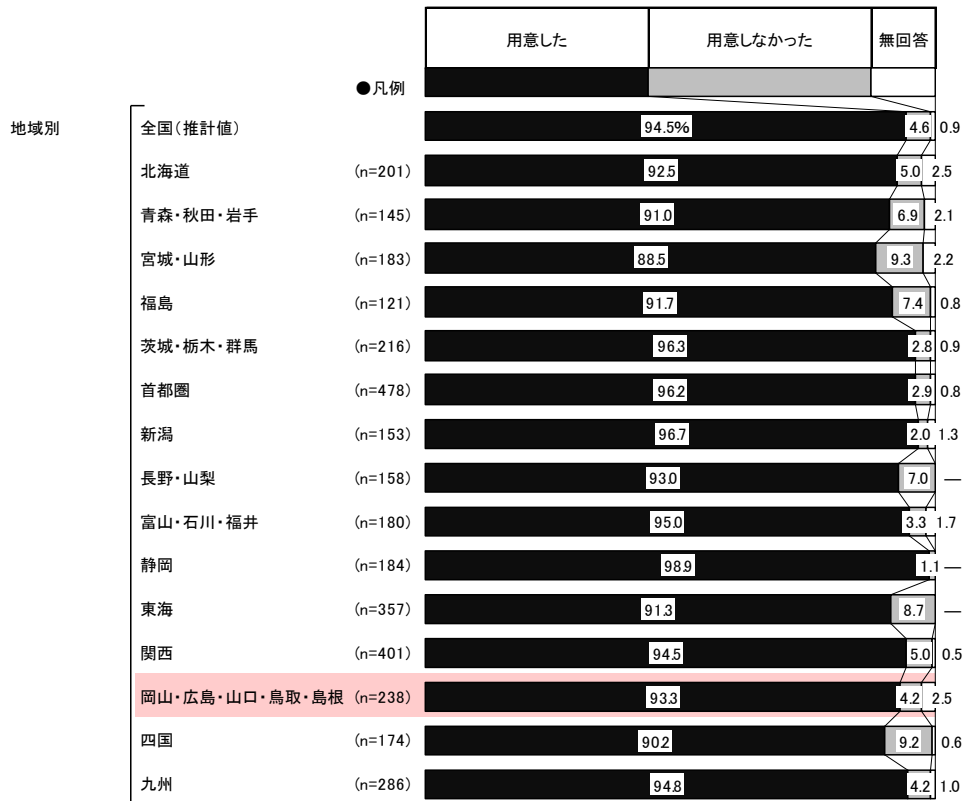 用意した 用意しなかった 無回答
●凡例
地域別 全国(推計値) 94.5% 4.6 0.9
北海道 (n=201) 92.5 5.0 2.5
青森・秋田・岩手 (n=145) 91.0 6.9 2.1
宮城・山形 (n=183) 88.5 9.3 2.2
福島 (n=121) 91.7 7.4 0.8
茨城・栃木・群馬 (n=216) 96.3 2.8 0.9
首都圏 (n=478) 96.2 2.9 0.8
新潟 (n=153) 96.7 2.0 1.3
長野・山梨 (n=158) 93.0 7.0 ―
富山・石川・福井 (n=180) 95.0 3.3 1.7
静岡 (n=184) 98.9 1.1 ―
東海 (n=357) 91.3 8.7 ―
関西 (n=401) 94.5 5.0 0.5
岡山・広島・山口・鳥取・島根 (n=238) 93.3 4.2 2.5
四国 (n=174) 90.2 9.2 0.6
九州 (n=286) 94.8 4.2 1.0